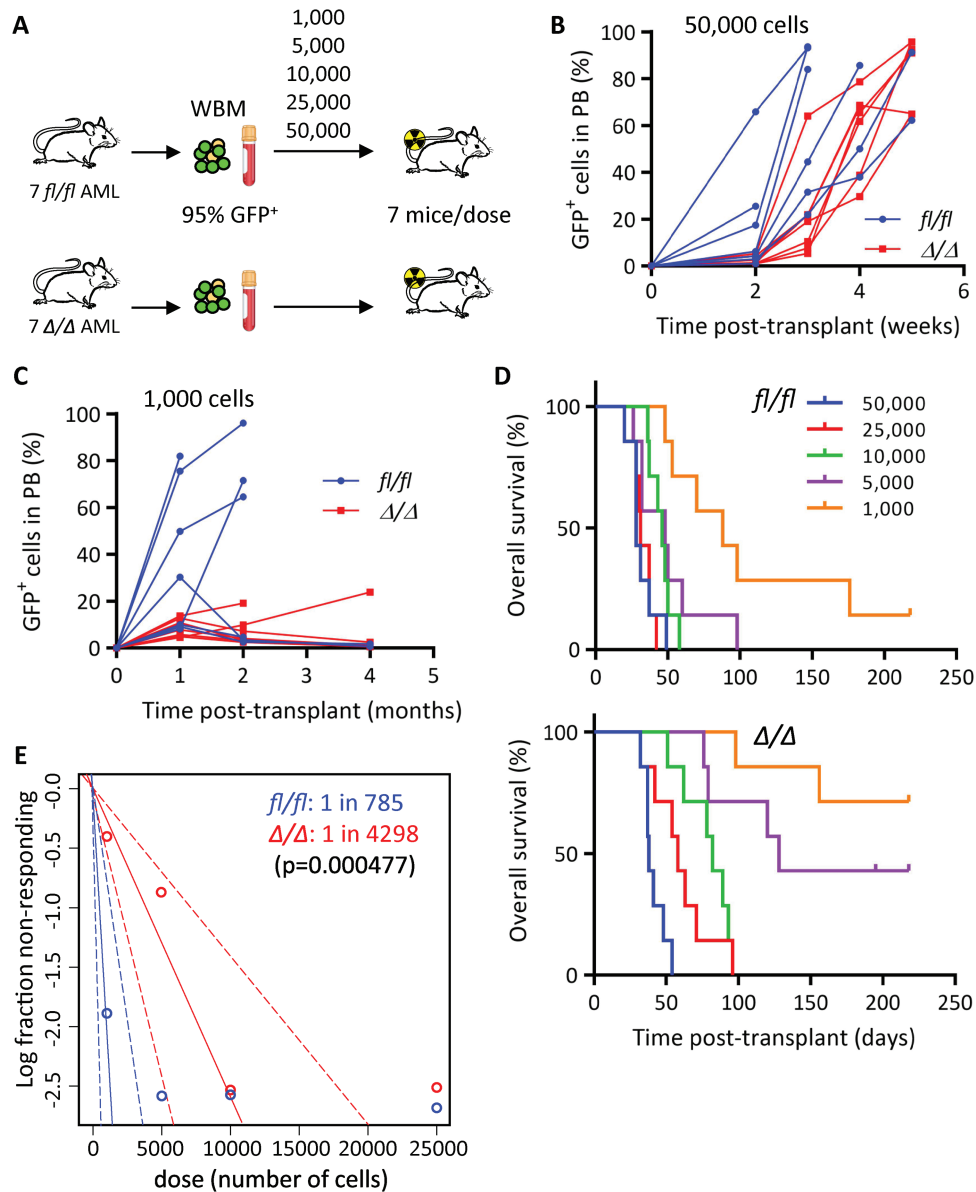 A
1,000
5,000
10,000
25,000
50,000
WBM
7 fl/fl AML
95% GFP⁺
7 mice/dose
7 Δ/Δ AML
B
50,000 cells
GFP⁺ cells in PB (%)
100
80
60
40
20
0
fl/fl
Δ/Δ
0 2 4 6
Time post-transplant (weeks)
C
1,000 cells
GFP⁺ cells in PB (%)
100
80
60
40
20
0
fl/fl
Δ/Δ
0 1 2 3 4 5
Time post-transplant (months)
D
fl/fl
50,000
25,000
10,000
5,000
1,000
Overall survival (%)
100
50
0
0 50 100 150 200 250
Δ/Δ
Overall survival (%)
100
50
0
0 50 100 150 200 250
Time post-transplant (days)
E
fl/fl: 1 in 785
Δ/Δ: 1 in 4298
(p=0.000477)
Log fraction non-responding
-0.0
-0.5
-1.0
-1.5
-2.0
-2.5
0 5000 10000 15000 20000 25000
dose (number of cells)